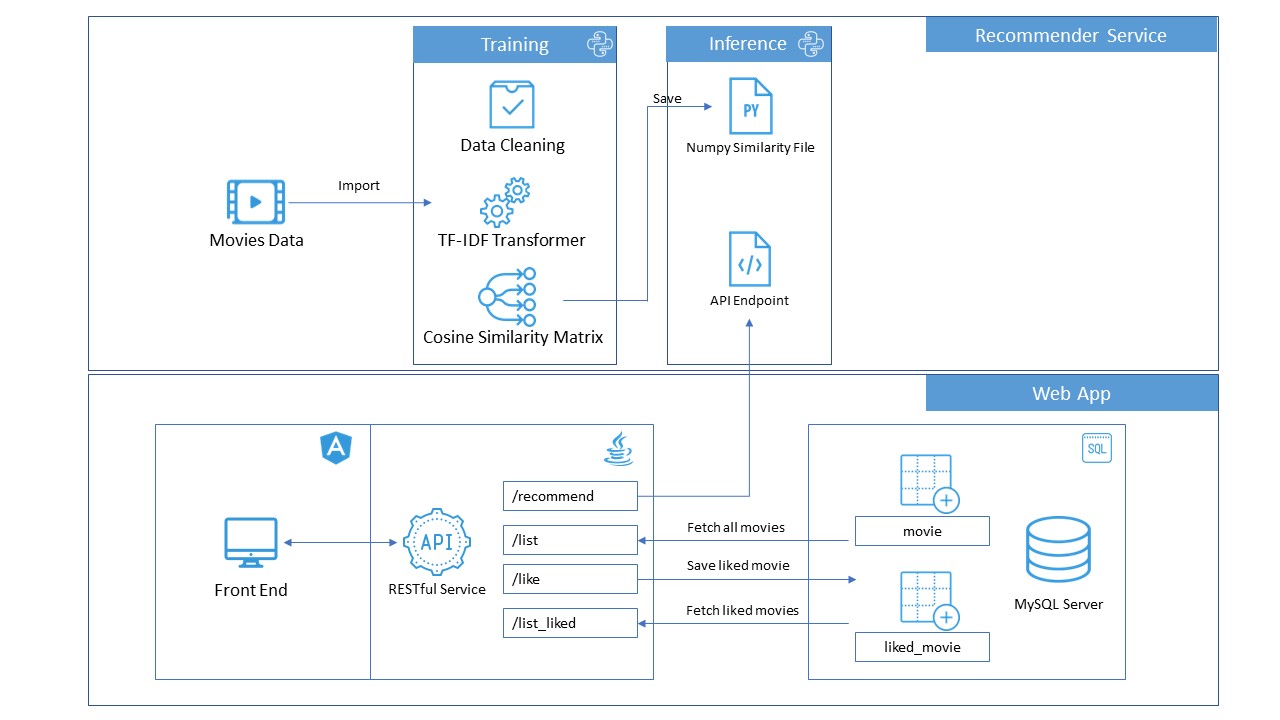 Recommender Service
Training
Inference
Save
PY
Data Cleaning
Numpy Similarity File
Import
Movies Data
TF-IDF Transformer
</>
API Endpoint
Cosine Similarity Matrix
Web App
A
SQL
/recommend
movie
Fetch all movies
/list
API
Front End
RESTful Service
Save liked movie
/like
MySQL Server
Fetch liked movies
/list_liked
liked_movie